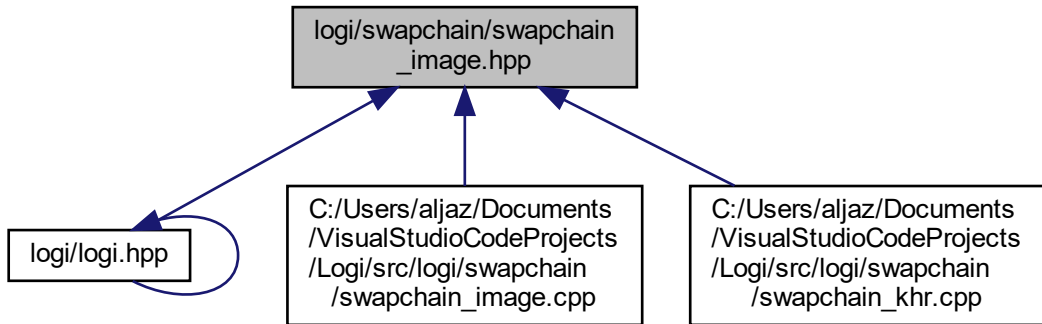 logi/swapchain/swapchain
_image.hpp
logi/logi.hpp
C:/Users/aljaz/Documents
/VisualStudioCodeProjects
/Logi/src/logi/swapchain
/swapchain_image.cpp
C:/Users/aljaz/Documents
/VisualStudioCodeProjects
/Logi/src/logi/swapchain
/swapchain_khr.cpp